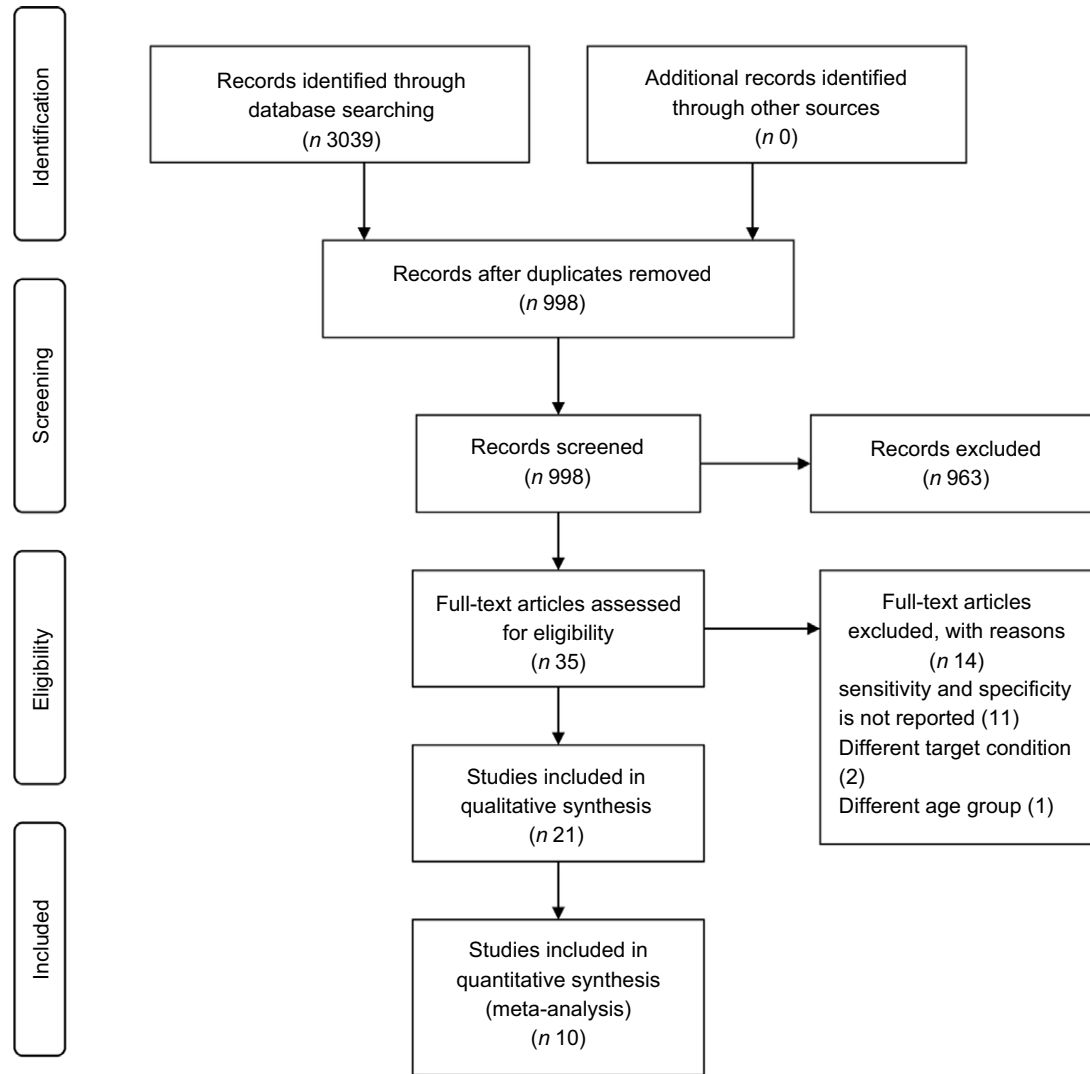 Identification
Records identified through
database searching
(n 3039)
Additional records identified
through other sources
(n 0)
Records after duplicates removed
(n 998)
Screening
Records screened
(n 998)
Records excluded
(n 963)
Eligibility
Full-text articles assessed
for eligibility
(n 35)
Full-text articles
excluded, with reasons
(n 14)
sensitivity and specificity
is not reported (11)
Different target condition
(2)
Different age group (1)
Studies included in
qualitative synthesis
(n 21)
Included
Studies included in
quantitative synthesis
(meta-analysis)
(n 10)